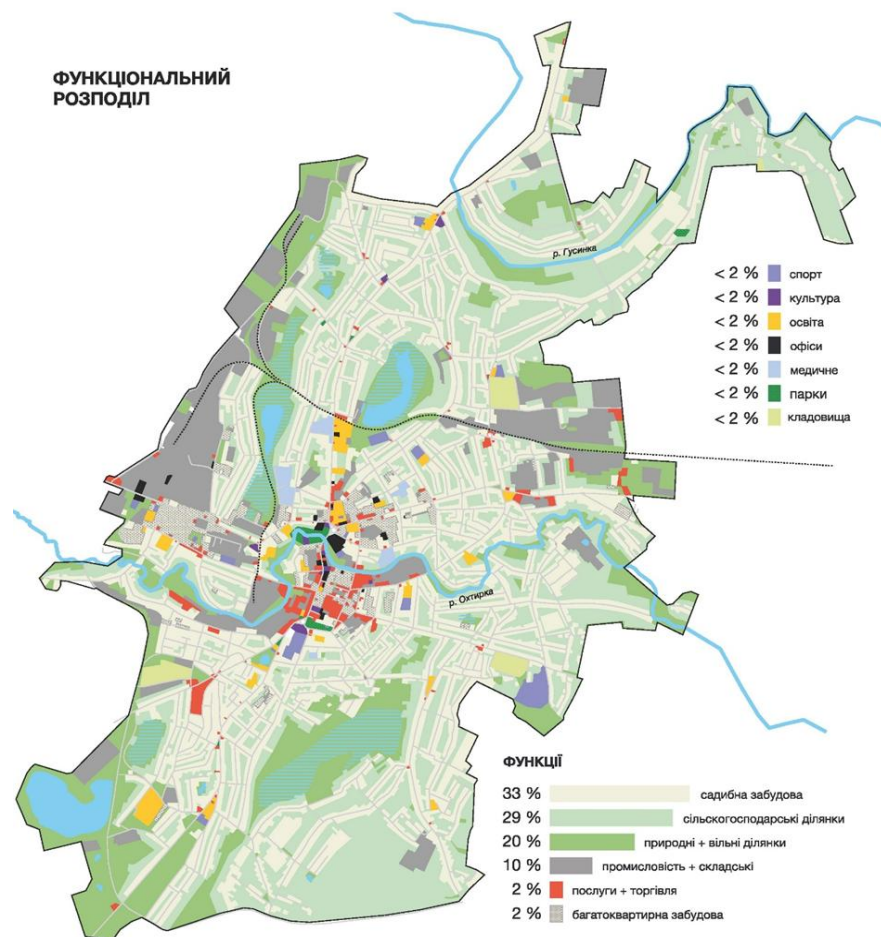 ФУНКЦІОНАЛЬНИЙ
РОЗПОДІЛ
р. Гусинка
< 2 % спорт
< 2 % культура
< 2 % освіта
< 2 % офіси
< 2 % медичне
< 2 % парки
< 2 % кладовища
р. Охтирка
ФУНКЦІЇ
33 % садибна забудова
29 % сільскогосподарські ділянки
20 % природні + вільні ділянки
10 % промисловість + складські
2 % послуги + торгівля
2 % багатоквартирна забудова